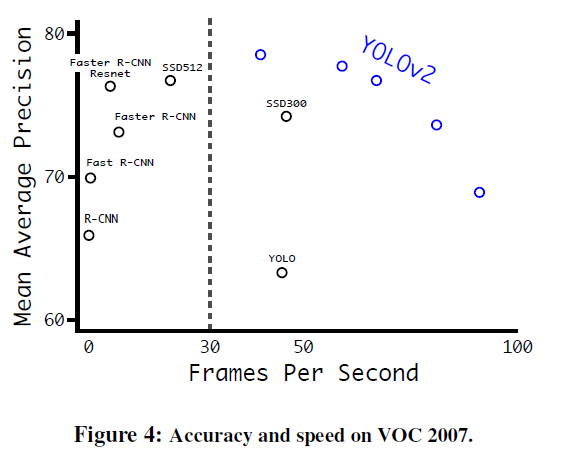 Mean Average Precision
80
70
60
Faster R-CNN
Resnet
SSD512
YOLOv2
SSD300
Faster R-CNN
Fast R-CNN
R-CNN
YOLO
0 30 50 100
Frames Per Second
Figure 4: Accuracy and speed on VOC 2007.